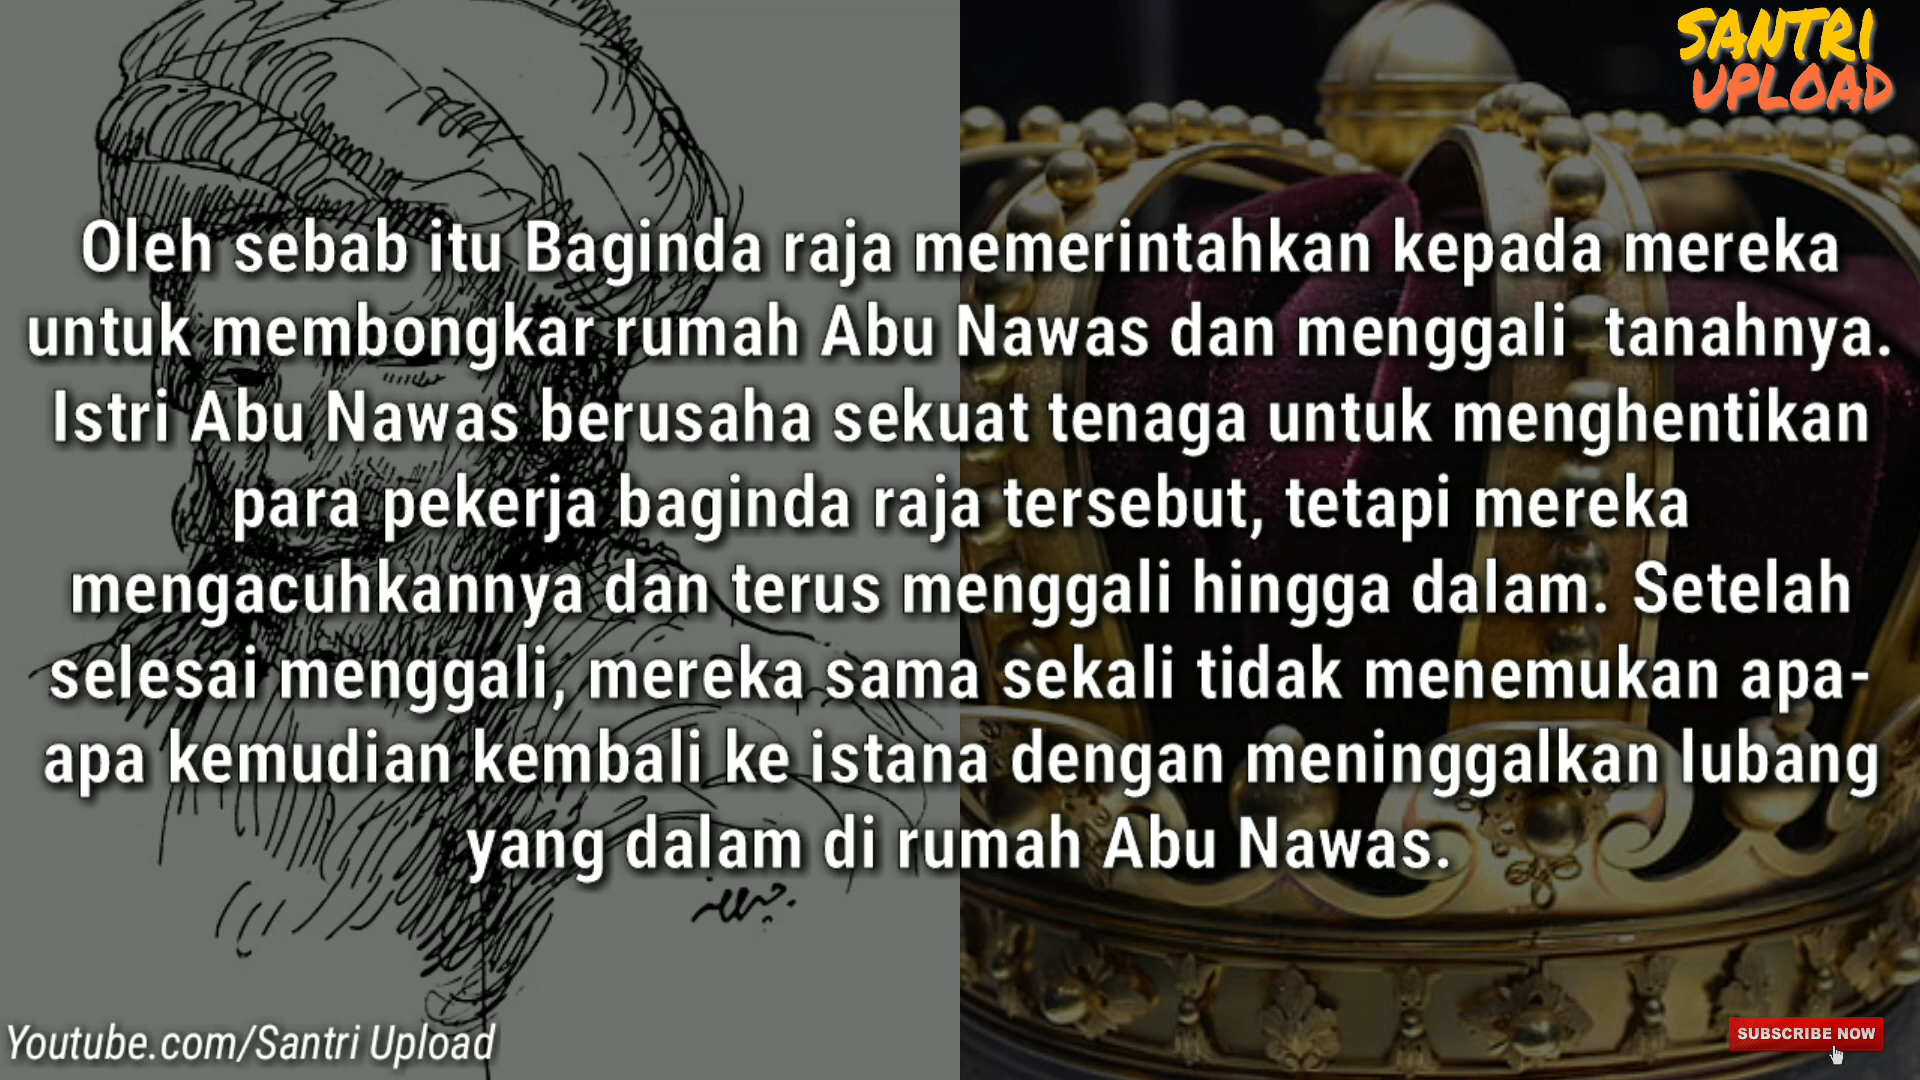 SANTRI
UPLOAD
Oleh sebab itu Baginda raja memerintahkan kepada mereka
untuk membongkar rumah Abu Nawas dan menggali tanahnya.
Istri Abu Nawas berusaha sekuat tenaga untuk menghentikan
para pekerja baginda raja tersebut, tetapi mereka
mengacuhkannya dan terus menggali hingga dalam. Setelah
selesai menggali, mereka sama sekali tidak menemukan apa-
apa kemudian kembali ke istana dengan meninggalkan lubang
yang dalam di rumah Abu Nawas.
Youtube.com/Santri Upload
SUBSCRIBE NOW